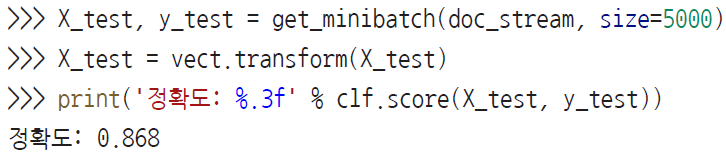 >>> X_test, y_test = get_minibatch(doc_stream, size=5000)
>>> X_test = vect.transform(X_test)
>>> print('정확도: %.3f' % clf.score(X_test, y_test))
정확도: 0.868